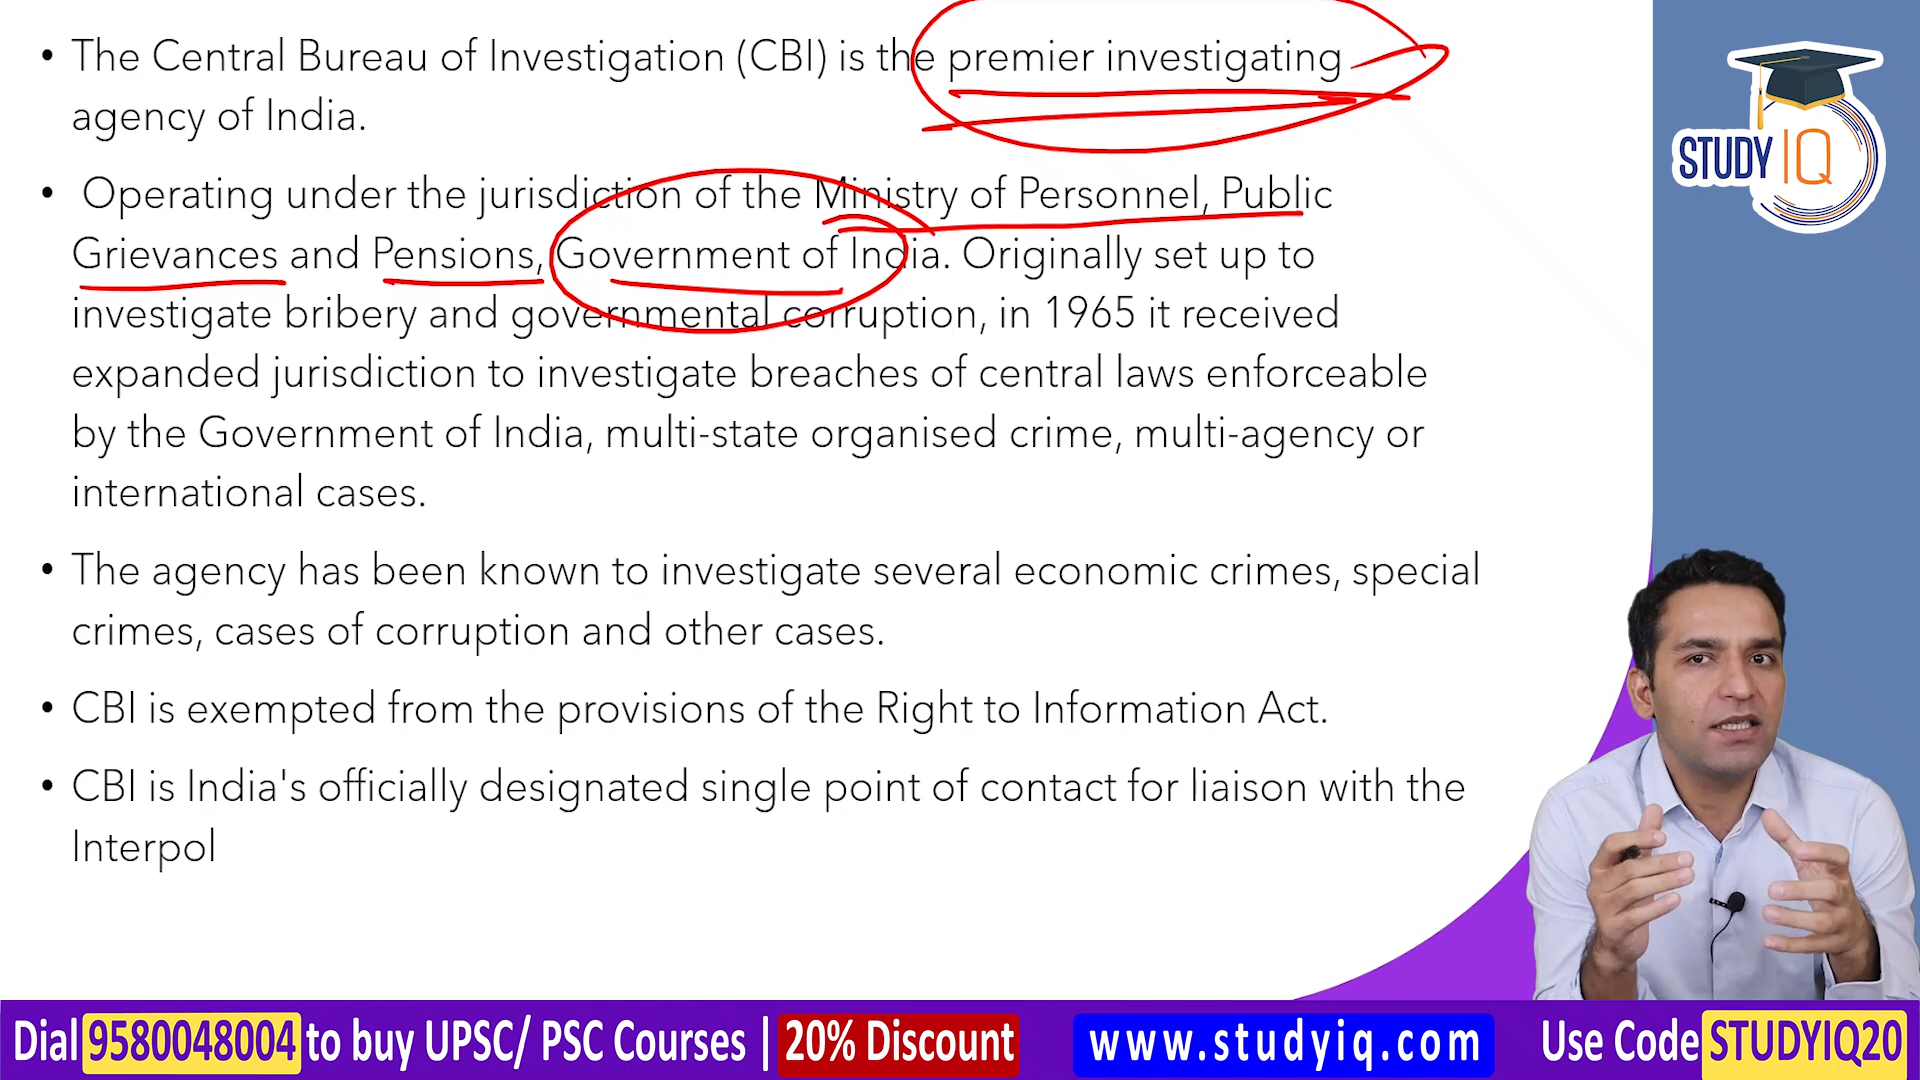 • The Central Bureau of Investigation (CBI) is the premier investigating
agency of India.
• Operating under the jurisdiction of the Ministry of Personnel, Public
Grievances and Pensions, Government of India. Originally set up to
investigate bribery and governmental corruption, in 1965 it received
expanded jurisdiction to investigate breaches of central laws enforceable
by the Government of India, multi-state organised crime, multi-agency or
international cases.
• The agency has been known to investigate several economic crimes, special
crimes, cases of corruption and other cases.
• CBI is exempted from the provisions of the Right to Information Act.
• CBI is India's officially designated single point of contact for liaison with the
Interpol
STUDY IQ
Dial 9580048004 to buy UPSC/ PSC Courses | 20% Discount www.studyiq.com Use Code STUDYIQ20